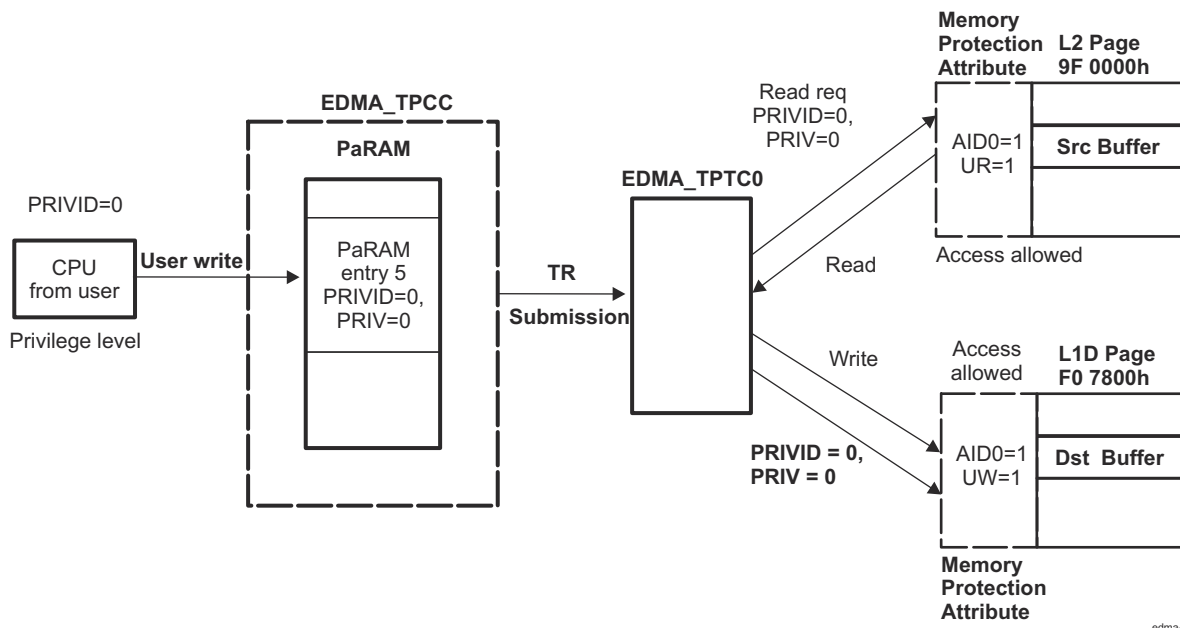 PRIVID=0
CPU
from user
Privilege level
User write
EDMA_TPCC
PaRAM
PaRAM
entry 5
PRIVID=0,
PRIV=0
TR
Submission
EDMA_TPTC0
Read req
PRIVID=0,
PRIV=0
Read
Memory
Protection
Attribute
L2 Page
9F 0000h
AID0=1
UR=1
Src Buffer
Access allowed
Write
PRIVID = 0,
PRIV = 0
Access
allowed
L1D Page
F0 7800h
AID0=1
UW=1
Dst Buffer
Memory
Protection
Attribute
edma-